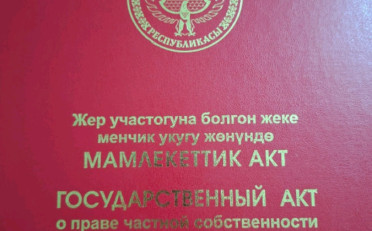 РЕСПУБЛИКАСЫ
Жер участогуна болгон жеке
менчик укугу жөнүндө
МАМЛЕКЕТТИК АКТ
ГОСУДАРСТВЕННЫЙ АКТ
о праве частной собственности